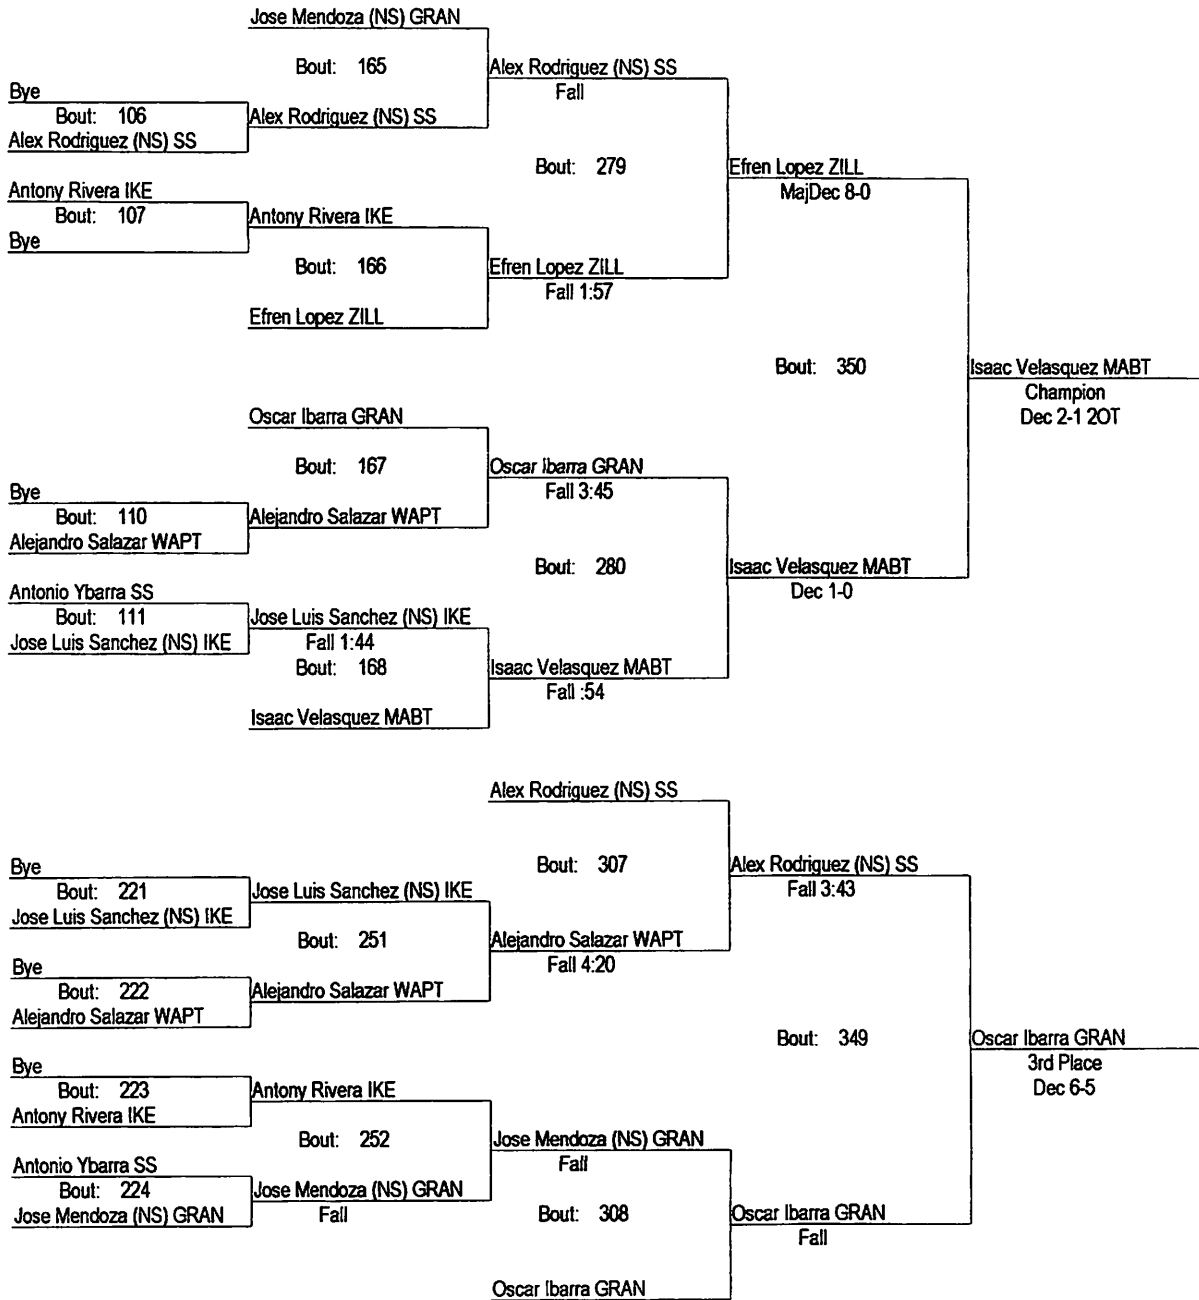 Jose Mendoza (NS) GRAN
Bout: 165
Alex Rodriguez (NS) SS
Fall
Bye
Bout: 106
Alex Rodriguez (NS) SS
Alex Rodriguez (NS) SS
Bout: 279
Efren Lopez ZILL
MajDec 8-0
Antony Rivera IKE
Bout: 107
Bye
Antony Rivera IKE
Bout: 166
Efren Lopez ZILL
Fall 1:57
Efren Lopez ZILL
Bout: 350
Isaac Velasquez MABT
Champion
Dec 2-1 2OT
Oscar Ibarra GRAN
Bout: 167
Oscar Ibarra GRAN
Fall 3:45
Bye
Bout: 110
Alejandro Salazar WAPT
Alejandro Salazar WAPT
Bout: 280
Isaac Velasquez MABT
Dec 1-0
Antonio Ybarra SS
Bout: 111
Jose Luis Sanchez (NS) IKE
Jose Luis Sanchez (NS) IKE
Fall 1:44
Bout: 168
Isaac Velasquez MABT
Fall :54
Isaac Velasquez MABT
Alex Rodriguez (NS) SS
Bout: 307
Alex Rodriguez (NS) SS
Fall 3:43
Bye
Bout: 221
Jose Luis Sanchez (NS) IKE
Jose Luis Sanchez (NS) IKE
Bout: 251
Alejandro Salazar WAPT
Fall 4:20
Bye
Bout: 222
Alejandro Salazar WAPT
Alejandro Salazar WAPT
Bout: 349
Oscar Ibarra GRAN
3rd Place
Dec 6-5
Bye
Bout: 223
Antony Rivera IKE
Antony Rivera IKE
Bout: 252
Jose Mendoza (NS) GRAN
Fall
Antonio Ybarra SS
Bout: 224
Jose Mendoza (NS) GRAN
Jose Mendoza (NS) GRAN
Fall
Bout: 308
Oscar Ibarra GRAN
Fall
Oscar Ibarra GRAN